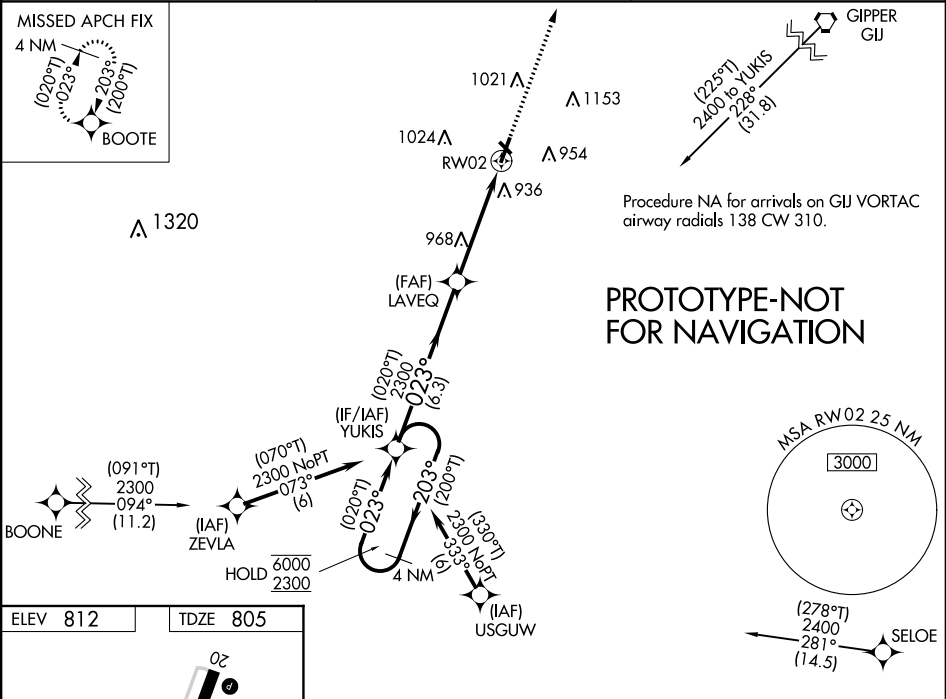 MISSED APCH FIX
4 NM
(020°T)
023°
203°
(200°T)
BOOTE
1021
1153
1024
RW02
954
936
GIPPER
GIJ
(225°T)
2400 to YUKIS
228°
(31.8)
Procedure NA for arrivals on GIJ VORTAC
airway radials 138 CW 310.
1320
968
(FAF)
LAVEQ
PROTOTYPE-NOT
FOR NAVIGATION
(020°T)
2300
023°
(6.3)
(IF/IAF)
YUKIS
(070°T)
2300 NoPT
073°
(6)
(091°T)
2300
094°
(11.2)
BOONE
(IAF)
ZEVLA
(020°T)
023°
203°
(200°T)
HOLD
6000
2300
4 NM
(330°T)
2300 NoPT
333°
(6)
(IAF)
USGUW
MSA RW02 25 NM
3000
(278°T)
2400
281°
(14.5)
SELOE
ELEV 812
TDZE 805
20
P